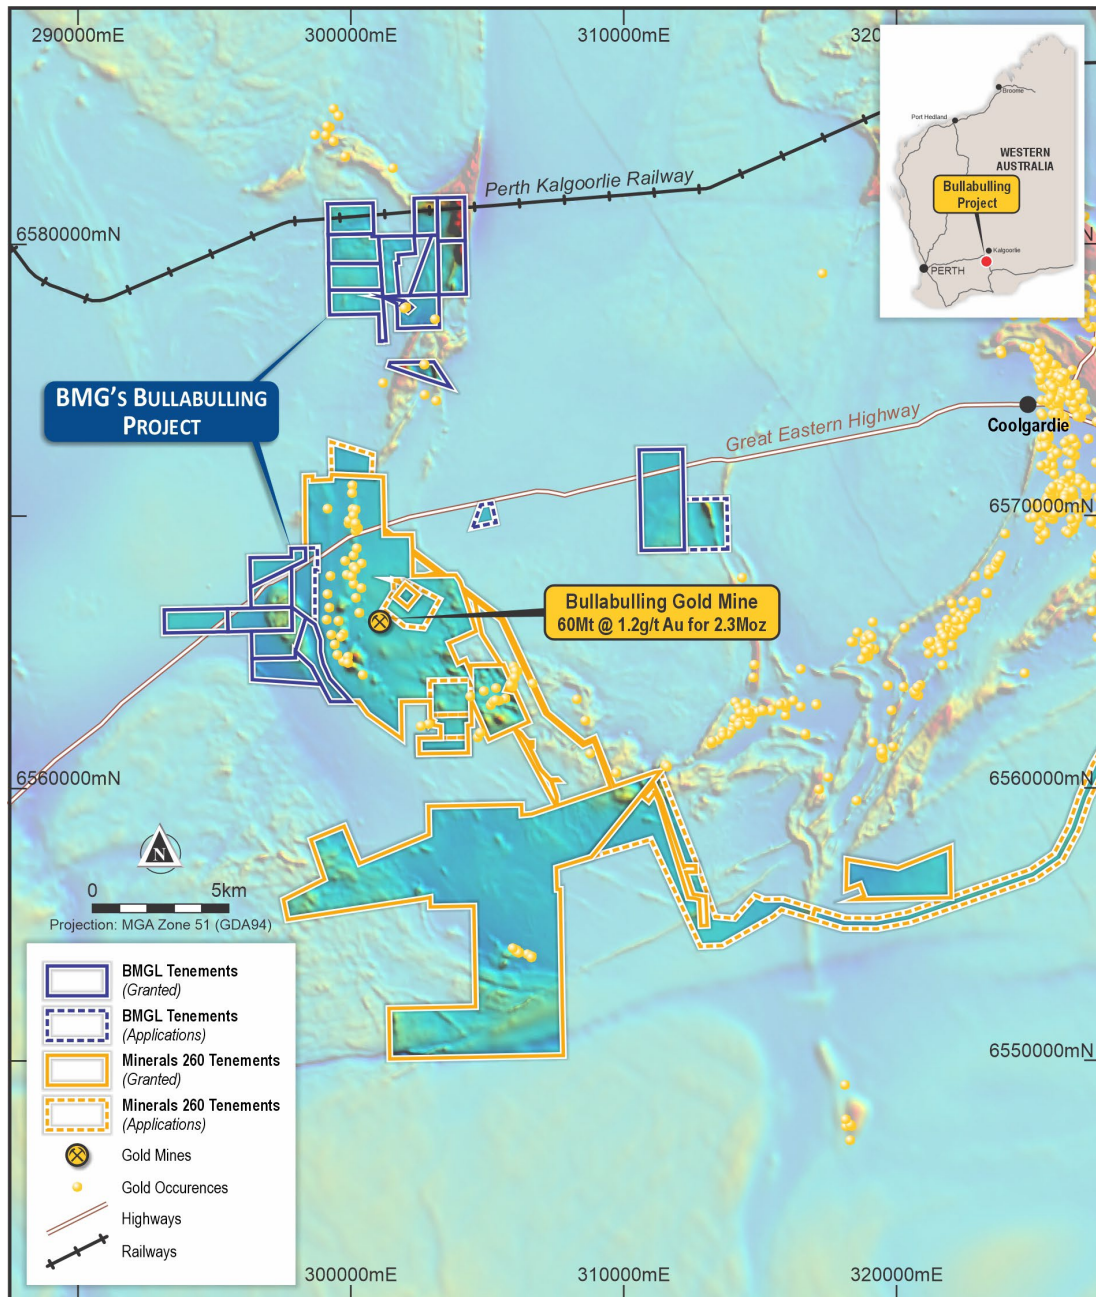 290000mE
300000mE
310000mE
320
Broome
Port Hedland
WESTERN
AUSTRALIA
Bullabulling
Project
Kalgoorlie
PERTH
Perth Kalgoorlie Railway
6580000mN
N
BMG'S BULLABULLING
PROJECT
Great Eastern Highway
Coolgardie
6570000mN
Bullabulling Gold Mine
60Mt @ 1.2g/t Au for 2.3Moz
6560000mN
6560000mN
N
0
5km
Projection: MGA Zone 51 (GDA94)
BMGL Tenements
(Granted)
BMGL Tenements
(Applications)
Minerals 260 Tenements
(Granted)
Minerals 260 Tenements
(Applications)
Gold Mines
Gold Occurences
Highways
Railways
6550000mN
300000mE
310000mE
320000mE